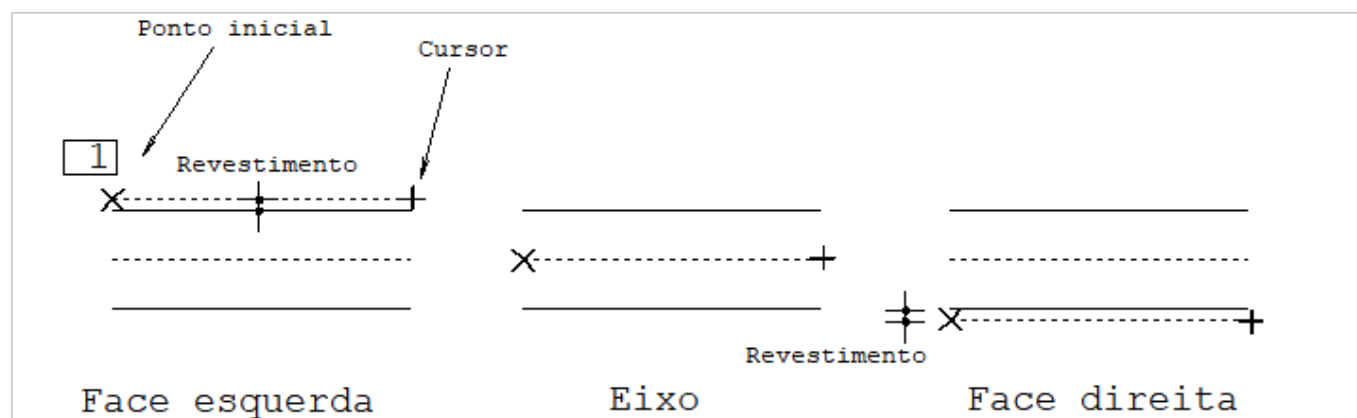 Ponto inicial
Cursor
1
Revestimento
Revestimento
Face esquerda
Eixo
Face direita